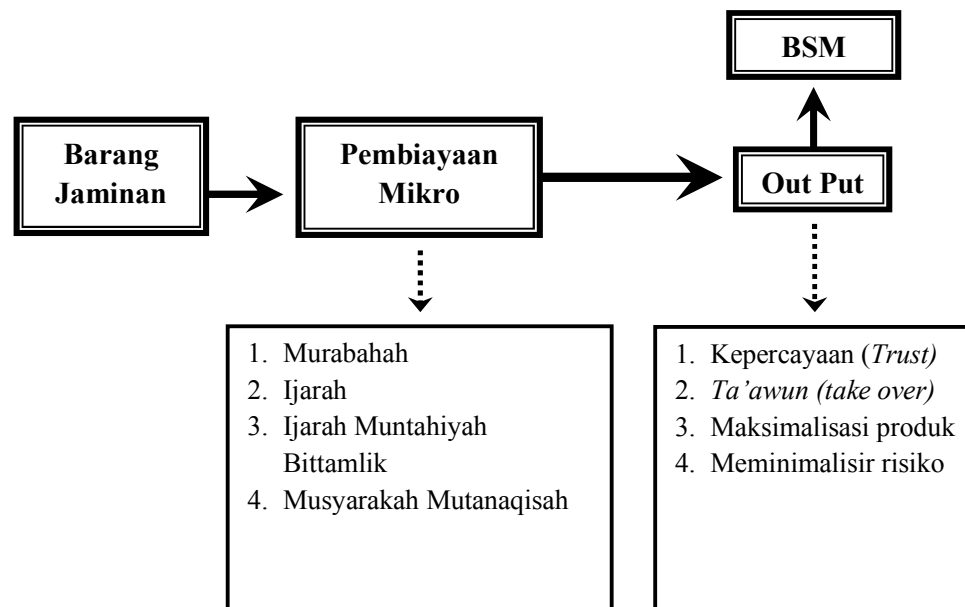 BSM
Barang
Jaminan
Pembiayaan
Mikro
Out Put
1. Murabahah
2. Ijarah
3. Ijarah Muntahiyah
Bittamlik
4. Musyarakah Mutanaqisah
1. Kepercayaan (Trust)
2. Ta’awun (take over)
3. Maksimalisasi produk
4. Meminimalisir risiko